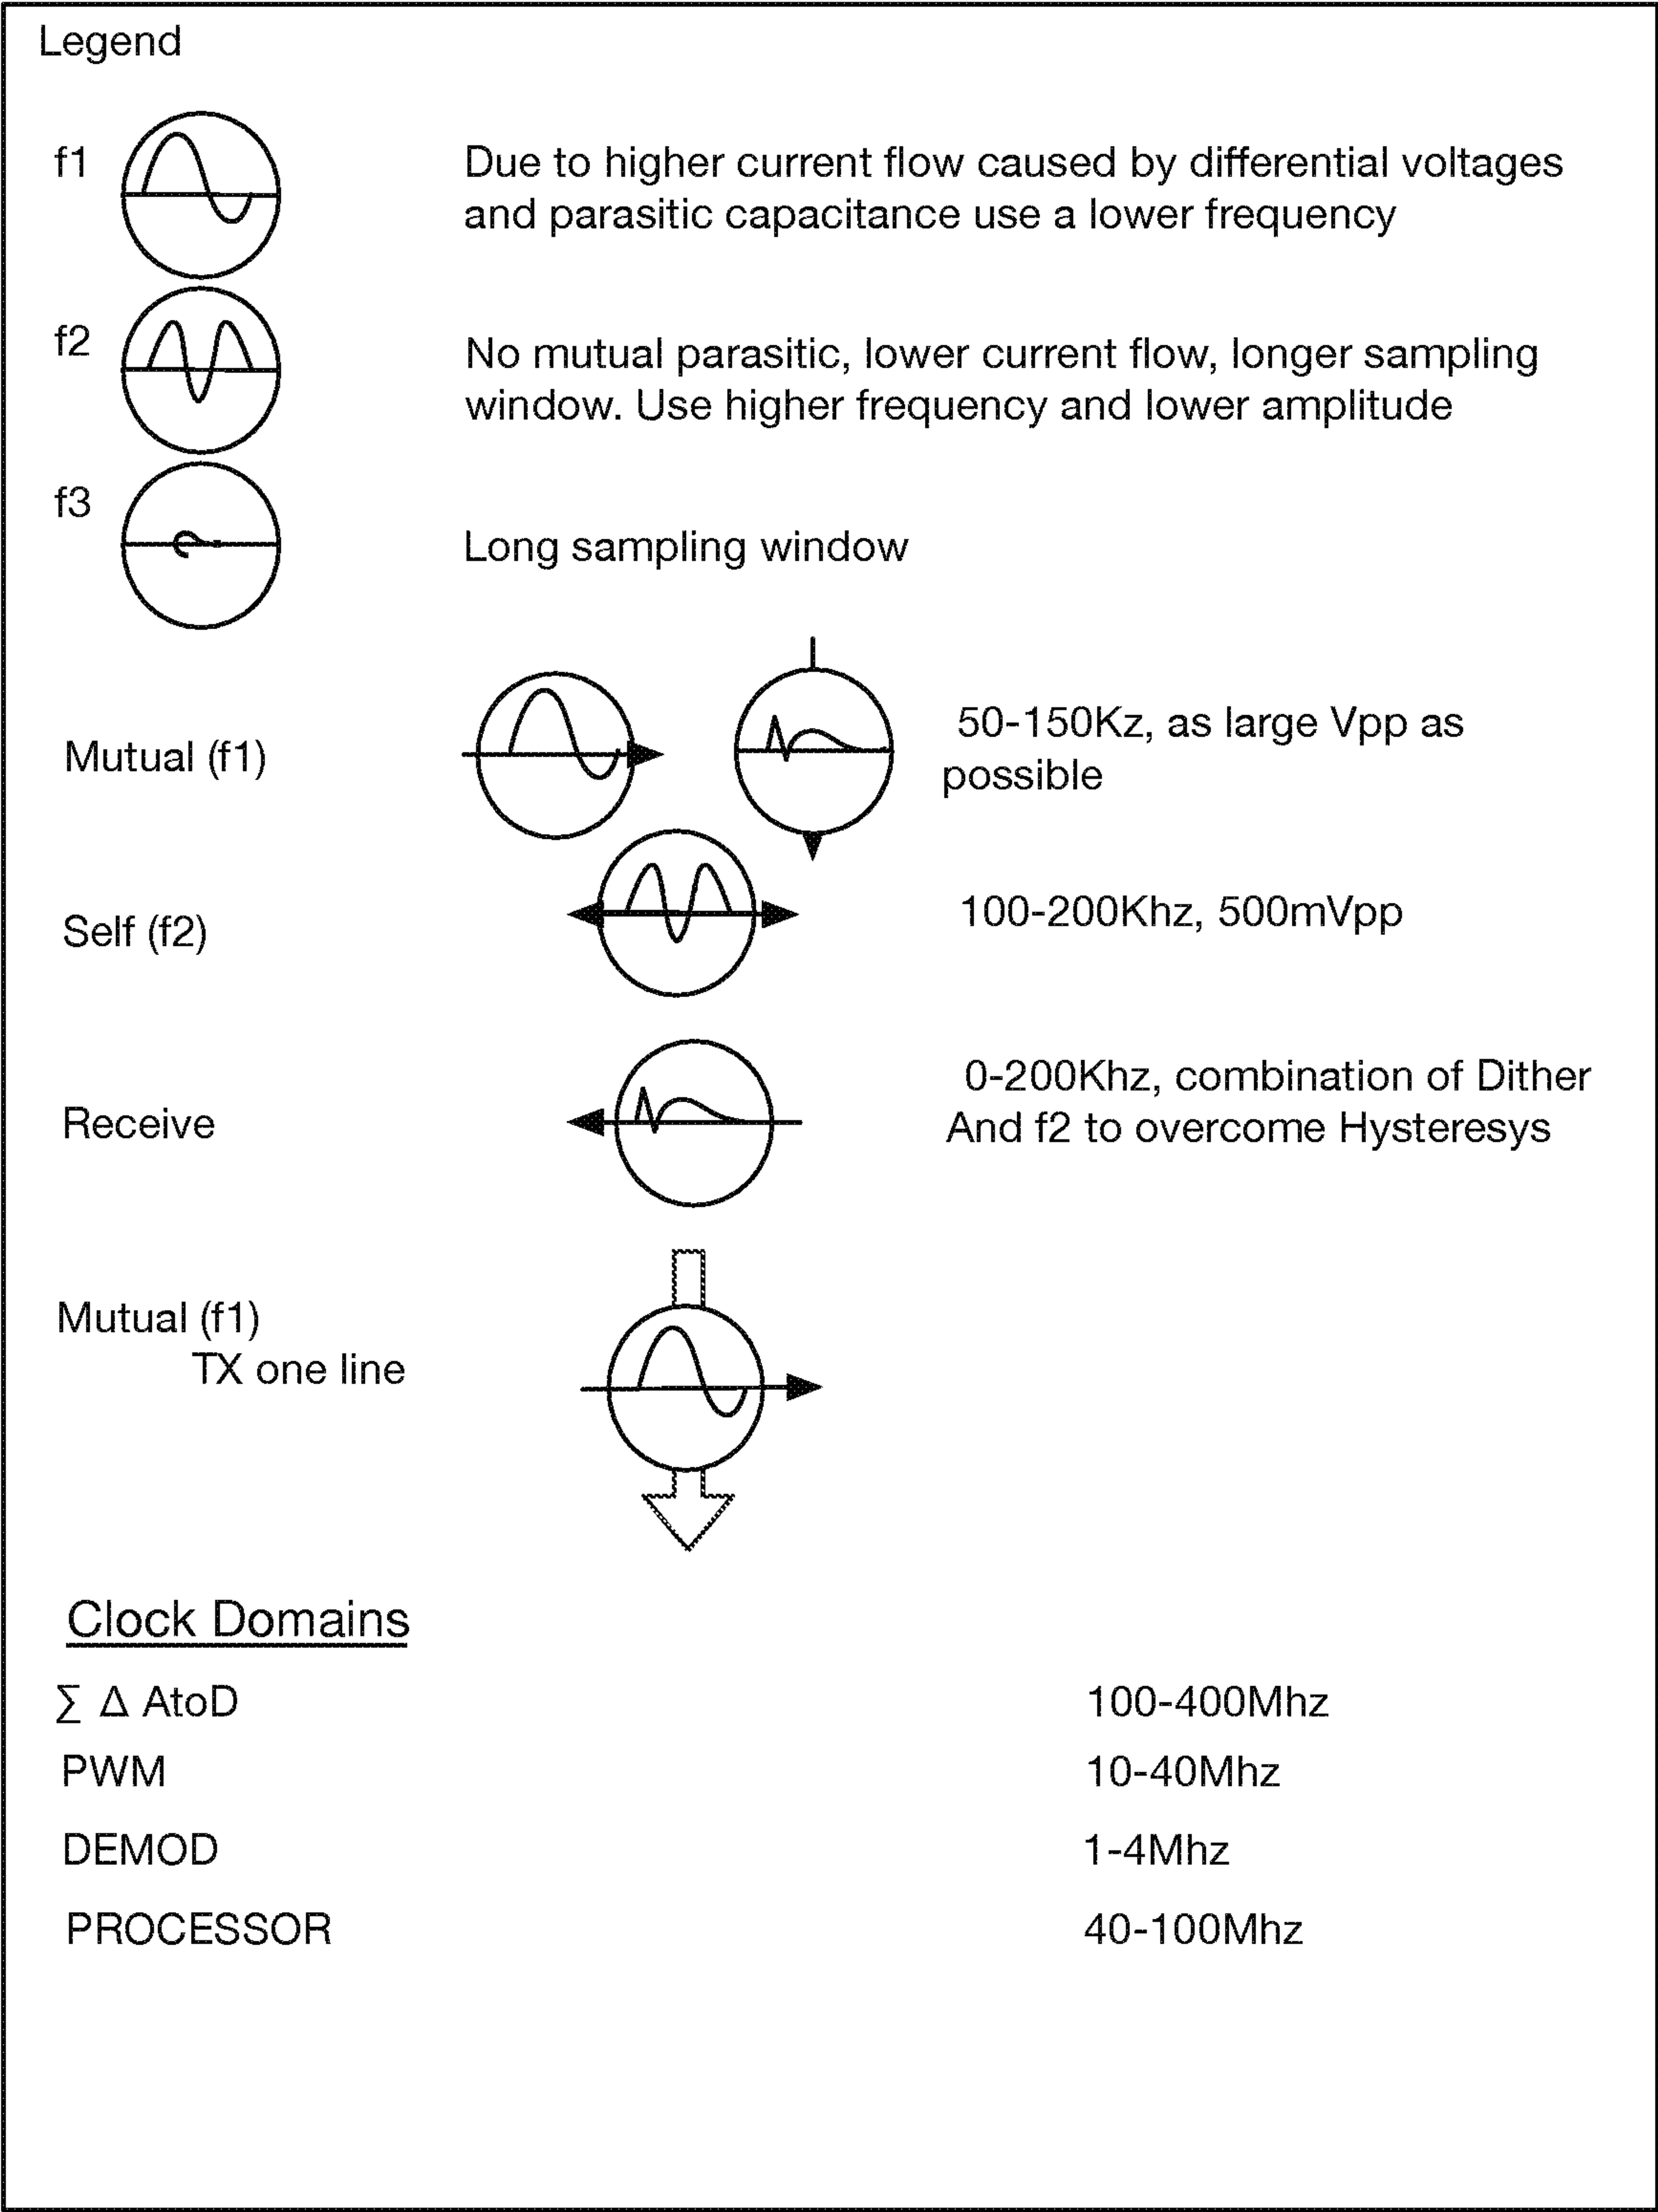 Legend
f1
Due to higher current flow caused by differential voltages
and parasitic capacitance use a lower frequency
f2
No mutual parasitic, lower current flow, longer sampling
window. Use higher frequency and lower amplitude
f3
Long sampling window
Mutual (f1)
50-150Kz, as large Vpp as
possible
Self (f2)
100-200Khz, 500mVpp
Receive
0-200Khz, combination of Dither
And f2 to overcome Hysteresys
Mutual (f1)
TX one line
Clock Domains
∑ Δ AtoD 100-400Mhz
PWM 10-40Mhz
DEMOD 1-4Mhz
PROCESSOR 40-100Mhz